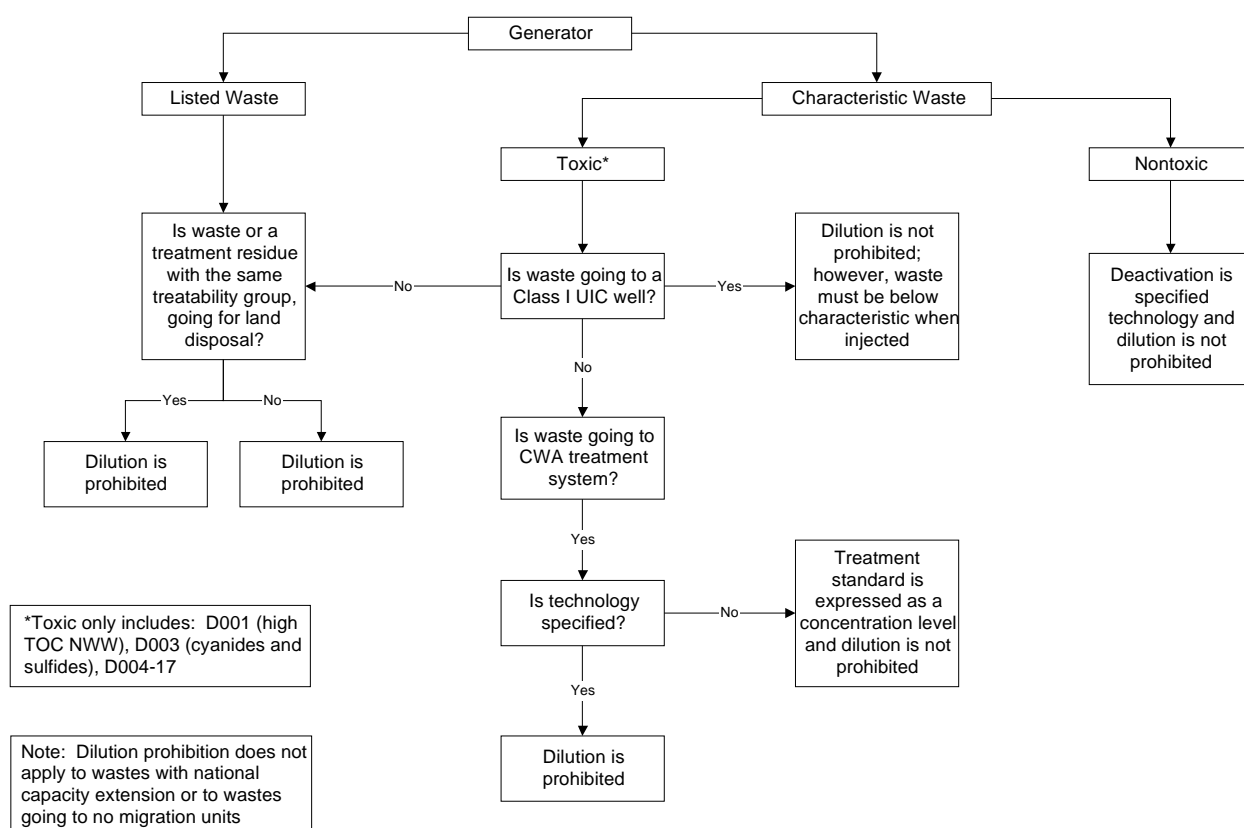 Generator
Listed Waste
Characteristic Waste
Toxic*
Nontoxic
Is waste or a
treatment residue
with the same
treatability group,
going for land
disposal?
No
Is waste going to a
Class I UIC well?
Yes
Dilution is not
prohibited;
however, waste
must be below
characteristic when
injected
Deactivation is
specified
technology and
dilution is not
prohibited
No
Yes
No
Dilution is
prohibited
Dilution is
prohibited
Is waste going to
CWA treatment
system?
Yes
Is technology
specified?
No
Treatment
standard is
expressed as a
concentration level
and dilution is not
prohibited
Yes
Dilution is
prohibited
*Toxic only includes: D001 (high
TOC NWW), D003 (cyanides and
sulfides), D004-17
Note: Dilution prohibition does not
apply to wastes with national
capacity extension or to wastes
going to no migration units